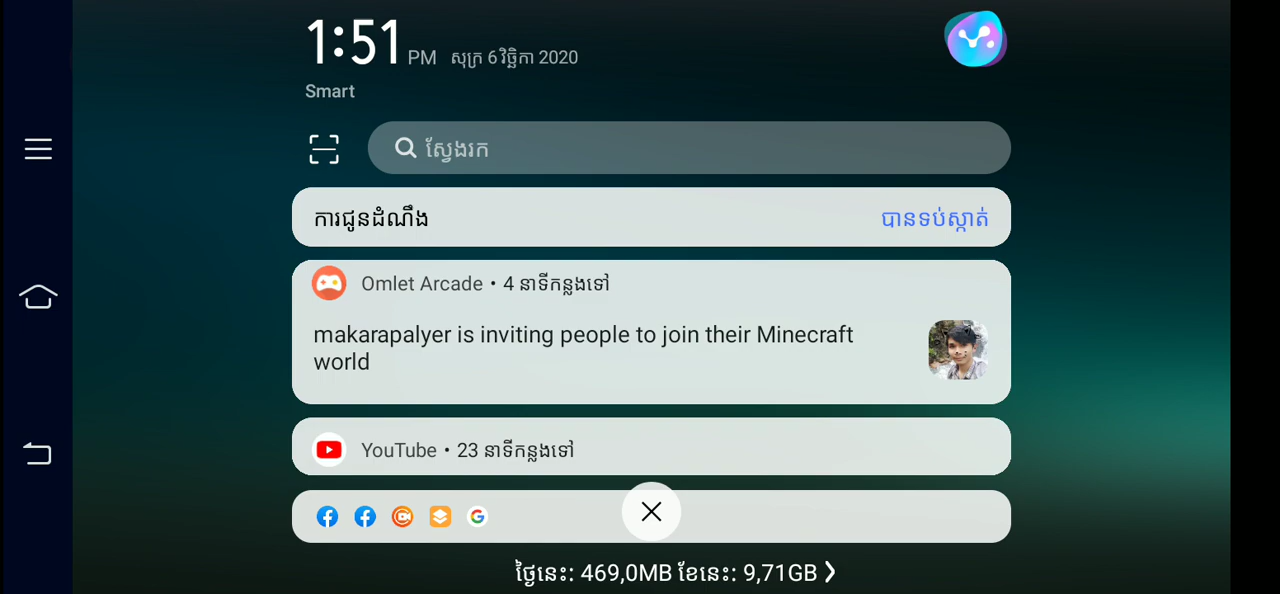 1:51 PM សុក្រ 6 វិច្ឆិកា 2020
Smart
ស្វែងរក
ការជូនដំណឹង បានទប់ស្កាត់
Omlet Arcade • 4 នាទីកន្លងទៅ
makarapalyer is inviting people to join their Minecraft
world
YouTube • 23 នាទីកន្លងទៅ
ថ្ងៃនេះ: 469,0MB ខែនេះ: 9,71GB